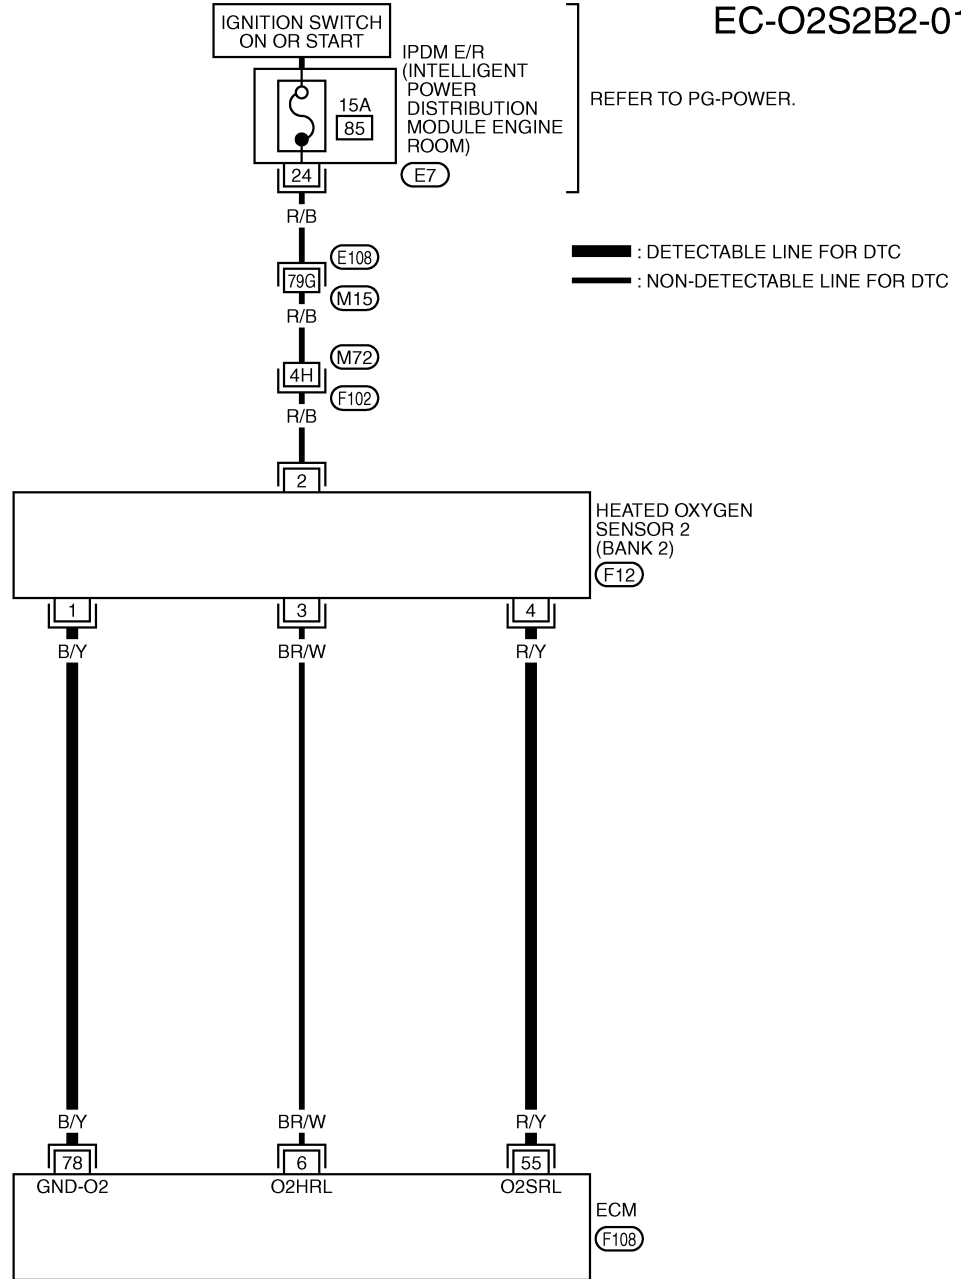 EC-O2S2B2-01
IGNITION SWITCH
ON OR START
IPDM E/R
(INTELLIGENT
POWER
DISTRIBUTION
MODULE ENGINE
ROOM)
15A
85
REFER TO PG-POWER.
24
E7
R/B
: DETECTABLE LINE FOR DTC
: NON-DETECTABLE LINE FOR DTC
E108
79G
M15
R/B
M72
4H
F102
R/B
2
HEATED OXYGEN
SENSOR 2
(BANK 2)
F12
1
3
4
B/Y
BR/W
R/Y
B/Y
BR/W
R/Y
78
6
55
GND-O2
O2HRL
O2SRL
ECM
F108